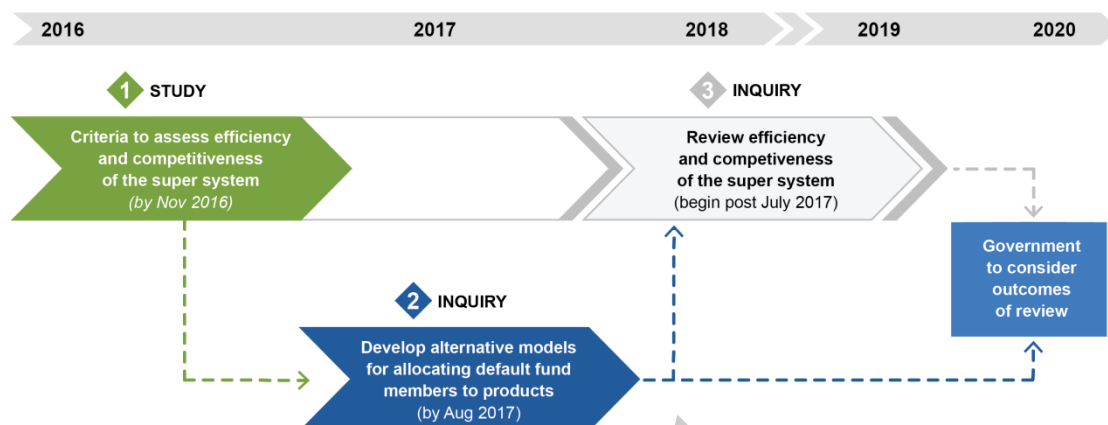 2016 2017 2018 2019 2020
1 STUDY
3 INQUIRY
Criteria to assess efficiency
and competitiveness
of the super system
(by Nov 2016)
Review efficiency
and competiveness
of the super system
(begin post July 2017)
Government
to consider
outcomes
of review
2 INQUIRY
Develop alternative models
for allocating default fund
members to products
(by Aug 2017)